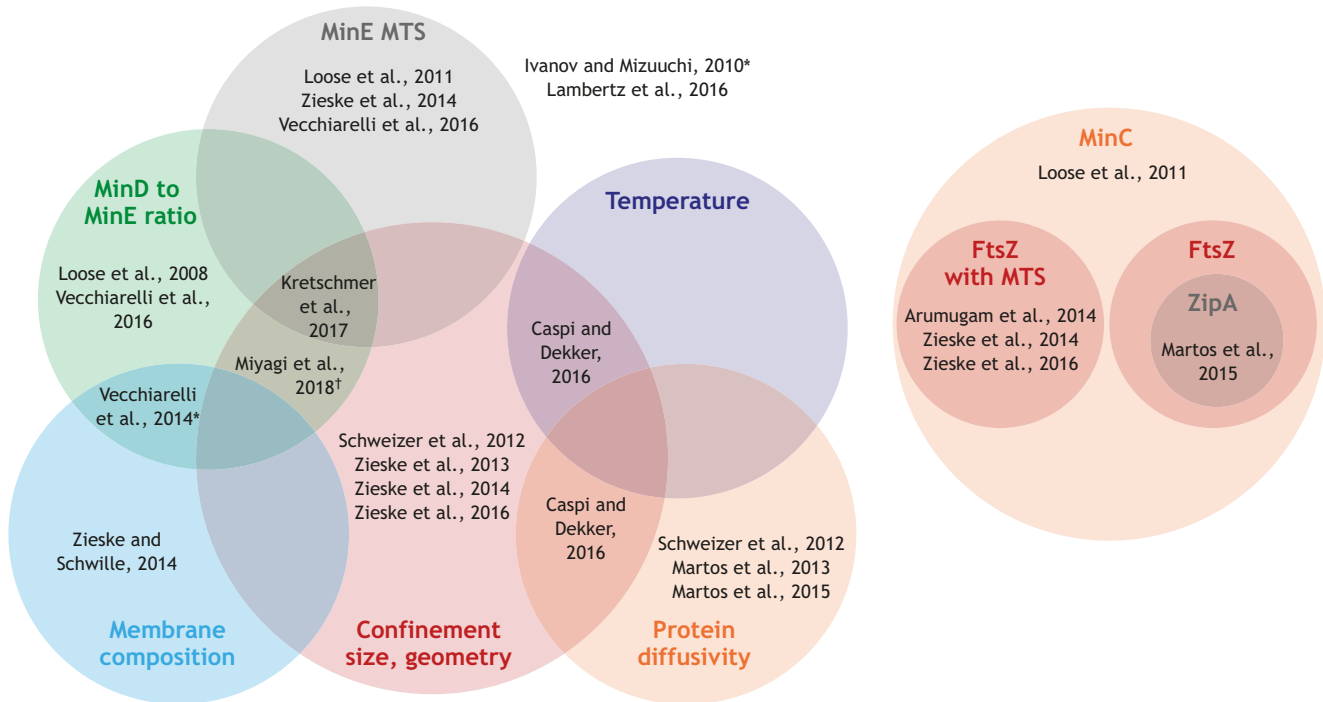 MinE MTS
Loose et al., 2011
Zieske et al., 2014
Vecchiarelli et al., 2016
Ivanov and Mizuuchi, 2010*
Lambertz et al., 2016
MinD to
MinE ratio
Loose et al., 2008
Vecchiarelli et al.,
2016
Kretschmer
et al.,
2017
Miyagi et al.,
2018†
Vecchiarelli
et al., 2014*
Zieske and
Schwille, 2014
Membrane
composition
Schweizer et al., 2012
Zieske et al., 2013
Zieske et al., 2014
Zieske et al., 2016
Confinement
size, geometry
Temperature
Caspi and
Dekker,
2016
Caspi and
Dekker,
2016
Schweizer et al., 2012
Martos et al., 2013
Martos et al., 2015
Protein
diffusivity
MinC
Loose et al., 2011
FtsZ
with MTS
Arumugam et al., 2014
Zieske et al., 2014
Zieske et al., 2016
FtsZ
ZipA
Martos et al.,
2015